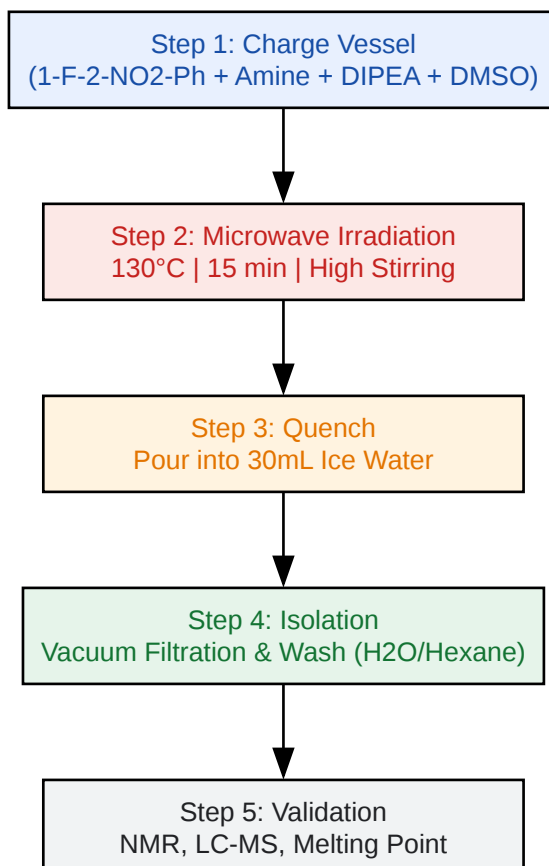 Step 1: Charge Vessel
(1-F-2-NO2-Ph + Amine + DIPEA + DMSO)
Step 2: Microwave Irradiation
130°C | 15 min | High Stirring
Step 3: Quench
Pour into 30mL Ice Water
Step 4: Isolation
Vacuum Filtration & Wash (H2O/Hexane)
Step 5: Validation
NMR, LC-MS, Melting Point